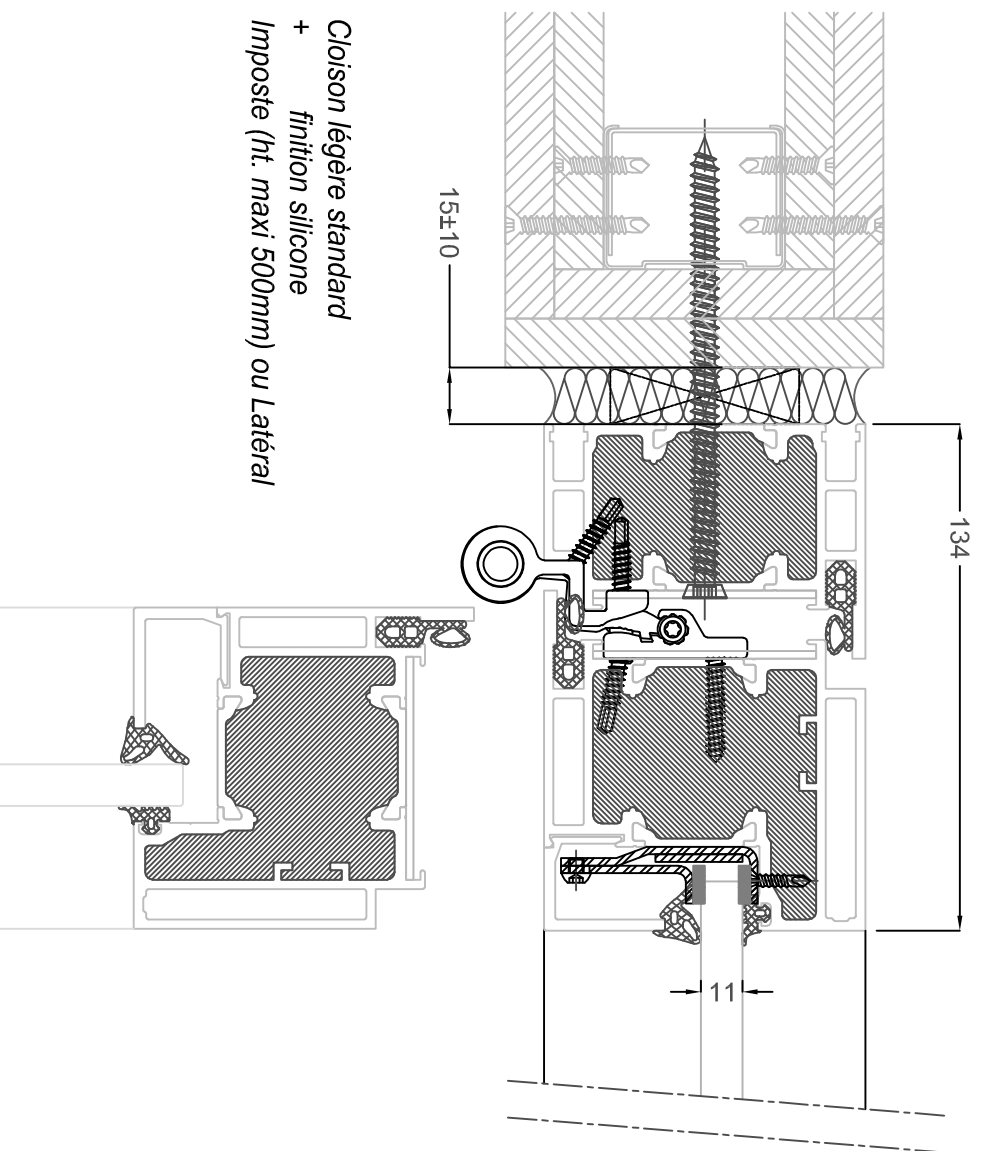 Cloison légère standard
+ finition silicone
Imposte (ht. maxi 500mm) ou Latéral
15±10
134
11